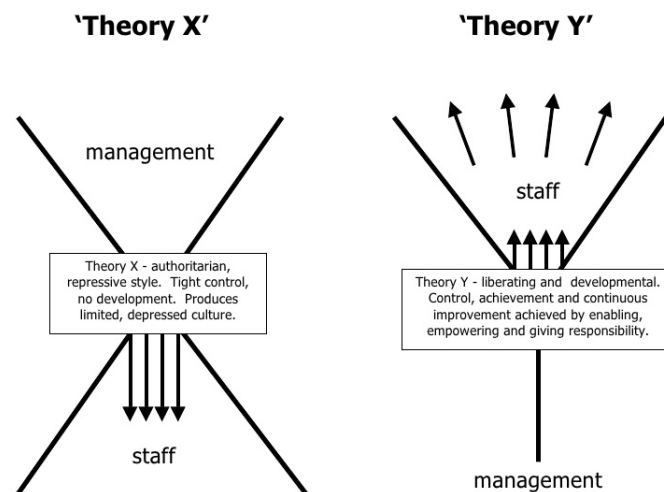 ‘Theory X’
management
Theory X - authoritarian,
repressive style. Tight control,
no development. Produces
limited, depressed culture.
staff
‘Theory Y’
staff
Theory Y - liberating and developmental.
Control, achievement and continuous
improvement achieved by enabling,
empowering and giving responsibility.
management